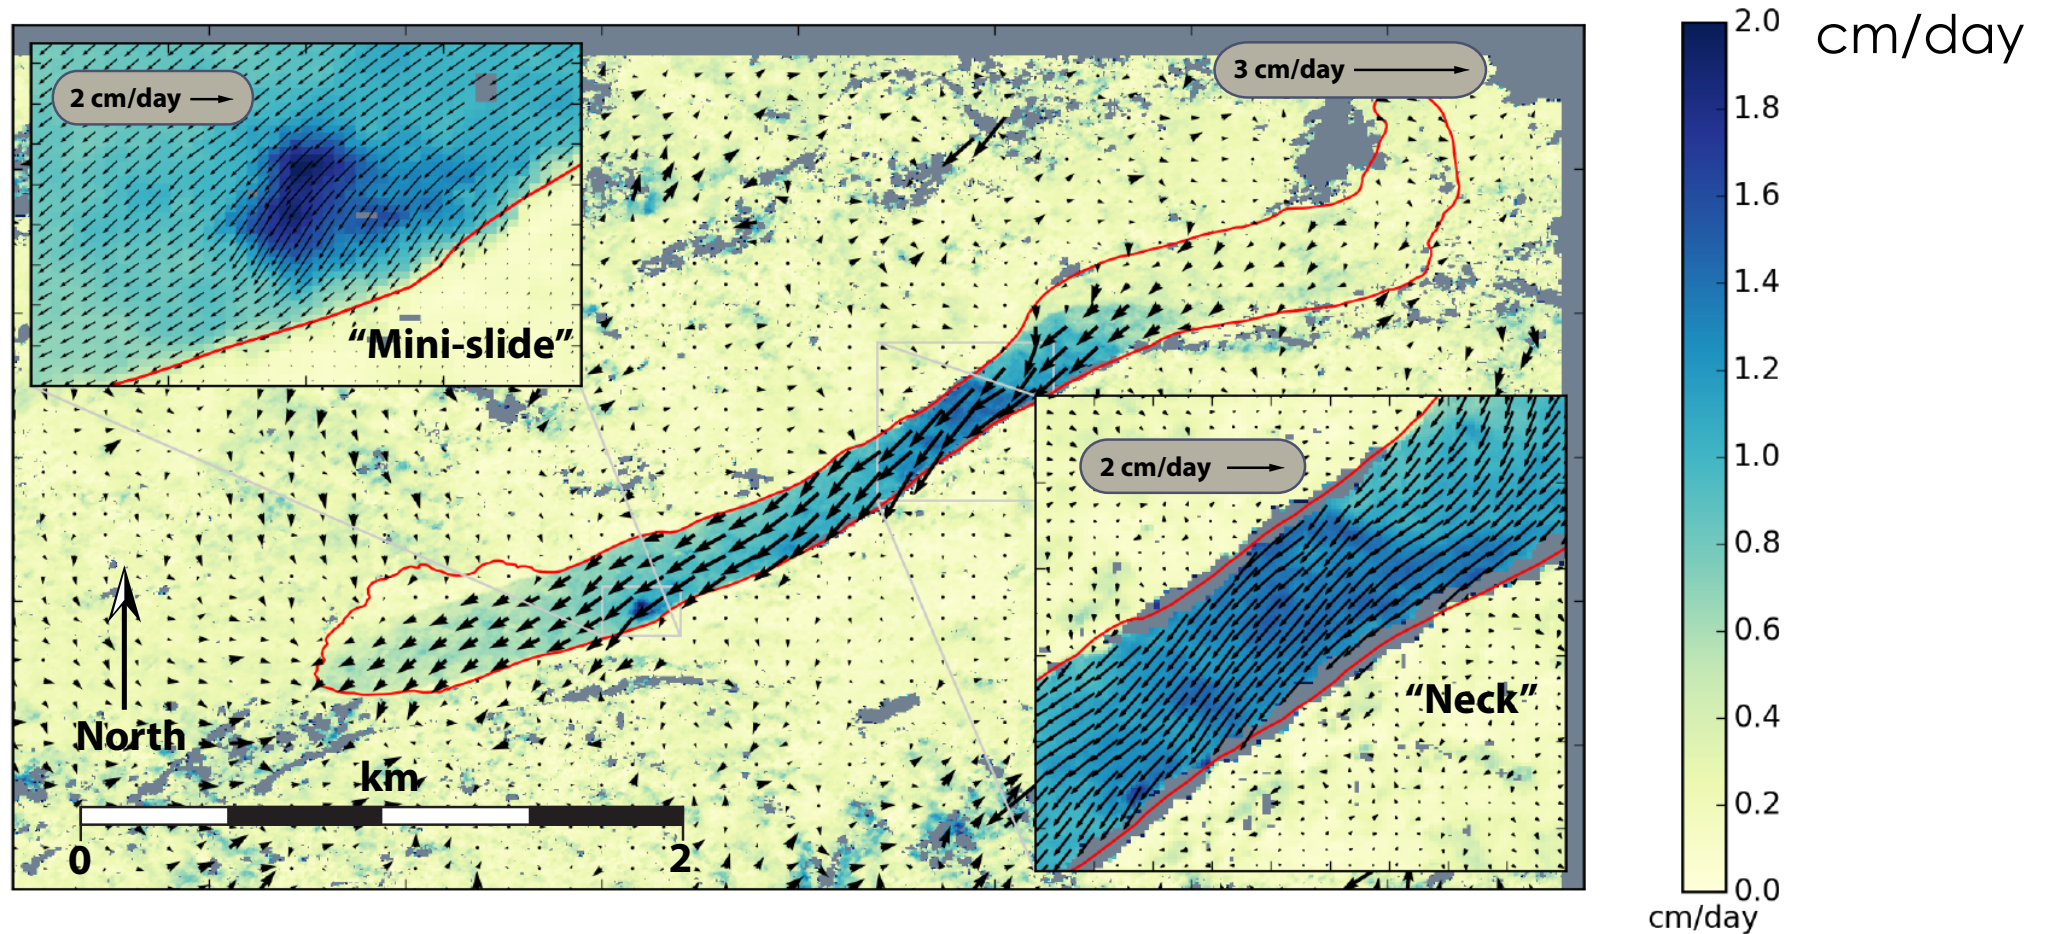 2 cm/day
3 cm/day
“Mini-slide”
2 cm/day
“Neck”
North
km
0
2
cm/day
2.0
1.8
1.6
1.4
1.2
1.0
0.8
0.6
0.4
0.2
0.0
cm/day